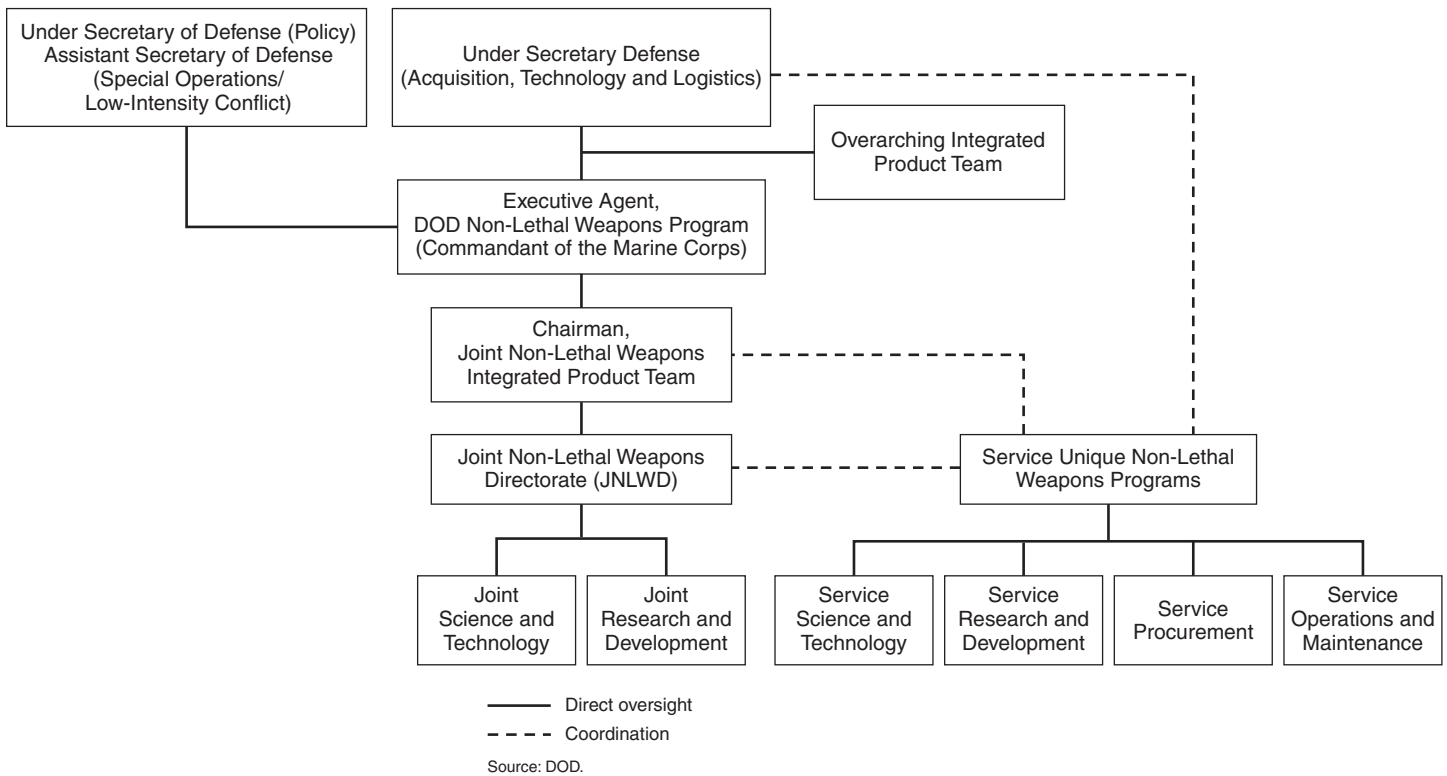 Under Secretary of Defense (Policy)
Assistant Secretary of Defense
(Special Operations/
Low-Intensity Conflict)
Under Secretary Defense
(Acquisition, Technology and Logistics)
Overarching Integrated
Product Team
Executive Agent,
DOD Non-Lethal Weapons Program
(Commandant of the Marine Corps)
Chairman,
Joint Non-Lethal Weapons
Integrated Product Team
Joint Non-Lethal Weapons
Directorate (JNLWD)
Service Unique Non-Lethal
Weapons Programs
Joint
Science and
Technology
Joint
Research and
Development
Service
Science and
Technology
Service
Research and
Development
Service
Procurement
Service
Operations and
Maintenance
Direct oversight
Coordination
Source: DOD.